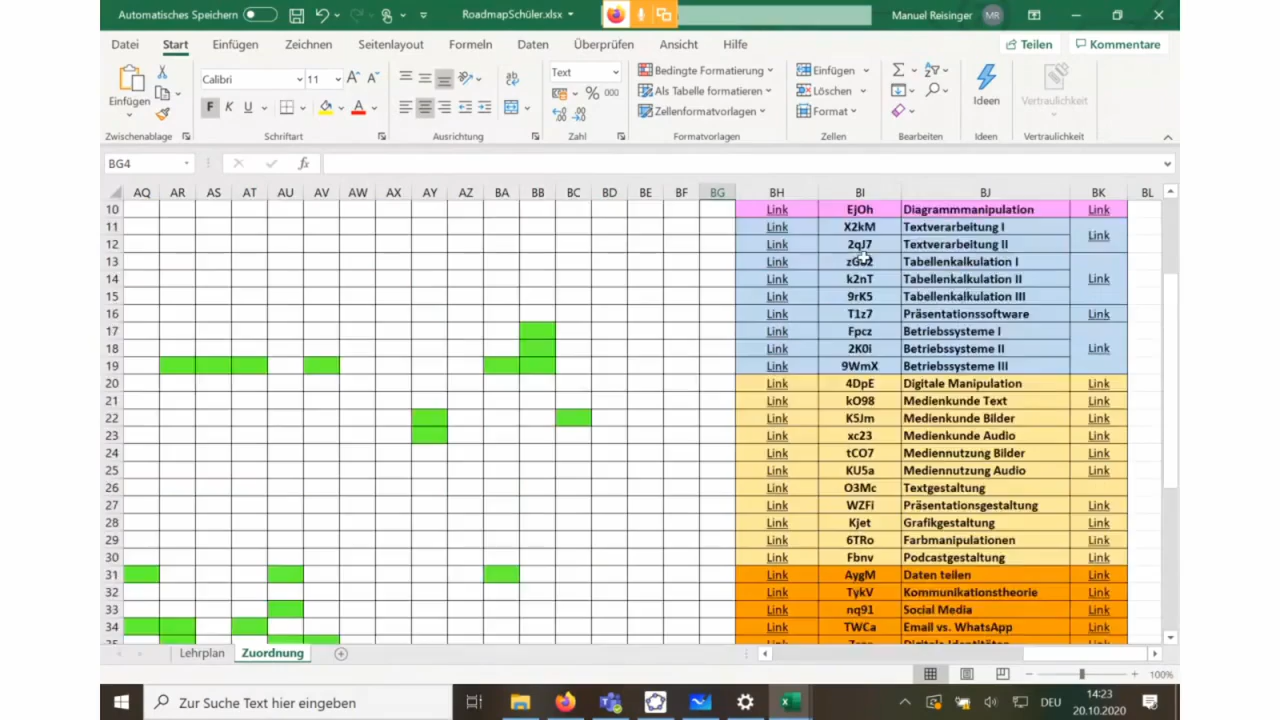 Automatisches Speichern RoadmapSchüler.xlsx Manuel Reisinger MR
Datei Start Einfügen Zeichnen Seitenlayout Formeln Daten Überprüfen Ansicht Hilfe Teilen Kommentare
Einfügen Calibri 11 F K U Text % 000 Bedingte Formatierung Als Tabelle formatieren Zellenformatvorlagen Einfügen Löschen Format Ideen Vertraulichkeit
Zwischenablage Schriftart Ausrichtung Zahl Formatvorlagen Zellen Bearbeiten Ideen Vertraulichkeit
BG4 fx
AQ AR AS AT AU AV AW AX AY AZ BA BB BC BD BE BF BG BH BI BJ BK BL
10 Link EjOh Diagrammmanipulation Link
11 Link X2kM Textverarbeitung I Link
12 Link 2qJ7 Textverarbeitung II
13 Link Tabellenkalkulation I
14 Link k2nT Tabellenkalkulation II Link
15 Link 9rK5 Tabellenkalkulation III
16 Link T1z7 Präsentationssoftware Link
17 Link Fpcz Betriebssysteme I
18 Link 2K0i Betriebssysteme II Link
19 Link 9WmX Betriebssysteme III
20 Link 4DpE Digitale Manipulation Link
21 Link kO98 Medienkunde Text Link
22 Link K5Jm Medienkunde Bilder Link
23 Link xc23 Medienkunde Audio Link
24 Link tCO7 Mediennutzung Bilder Link
25 Link KU5a Mediennutzung Audio Link
26 Link O3Mc Textgestaltung
27 Link WZFi Präsentationsgestaltung Link
28 Link Kjet Grafikgestaltung Link
29 Link 6TRo Farbmanipulationen Link
30 Link Fbnv Podcastgestaltung Link
31 Link AygM Daten teilen Link
32 Link TykV Kommunikationstheorie Link
33 Link nq91 Social Media Link
34 Link TWCa Email vs. WhatsApp Link
Lehrplan Zuordnung
100%
Zur Suche Text hier eingeben DEU 14:23
20.10.2020